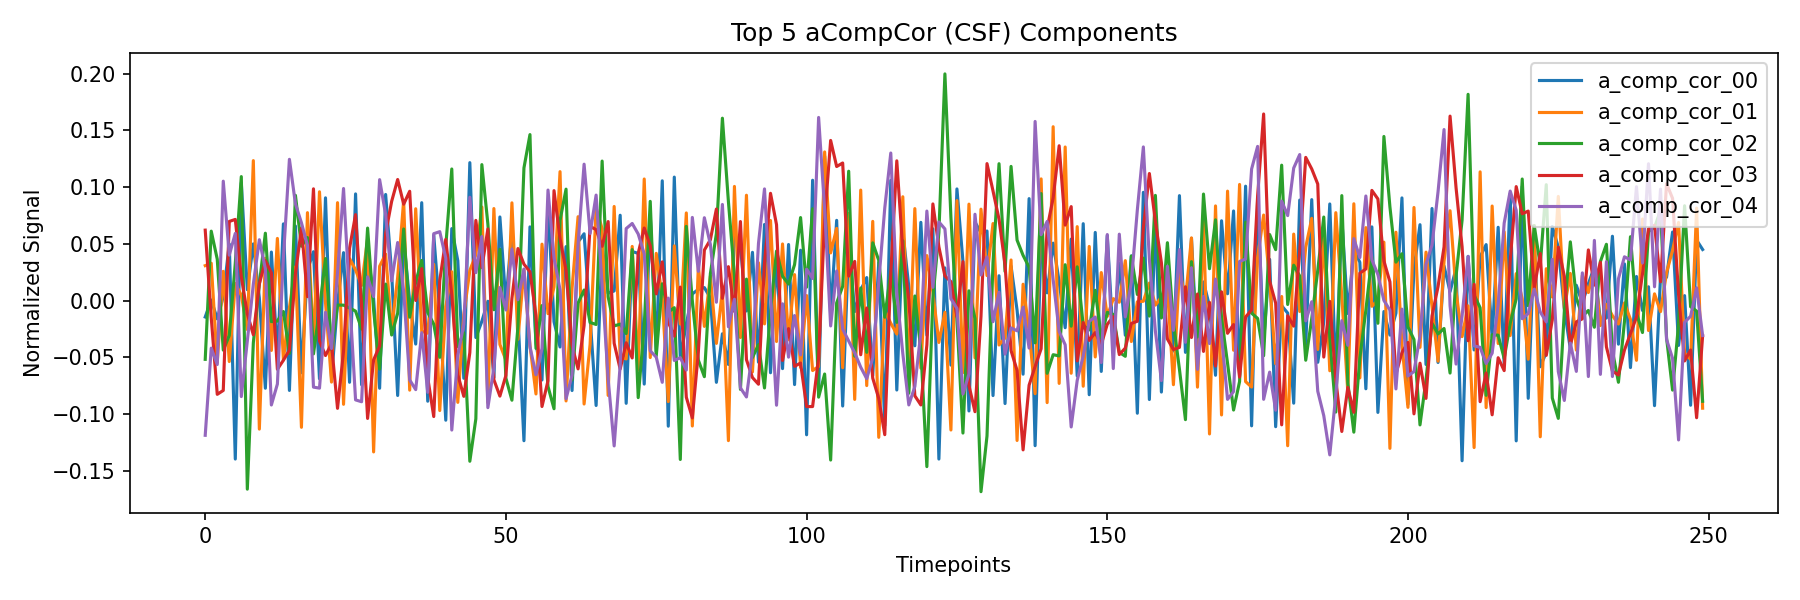 Top 5 aCompCor (CSF) Components
Normalized Signal
0.20
0.15
0.10
0.05
0.00
−0.05
−0.10
−0.15
a_comp_cor_00
a_comp_cor_01
a_comp_cor_02
a_comp_cor_03
a_comp_cor_04
0 50 100 150 200 250
Timepoints